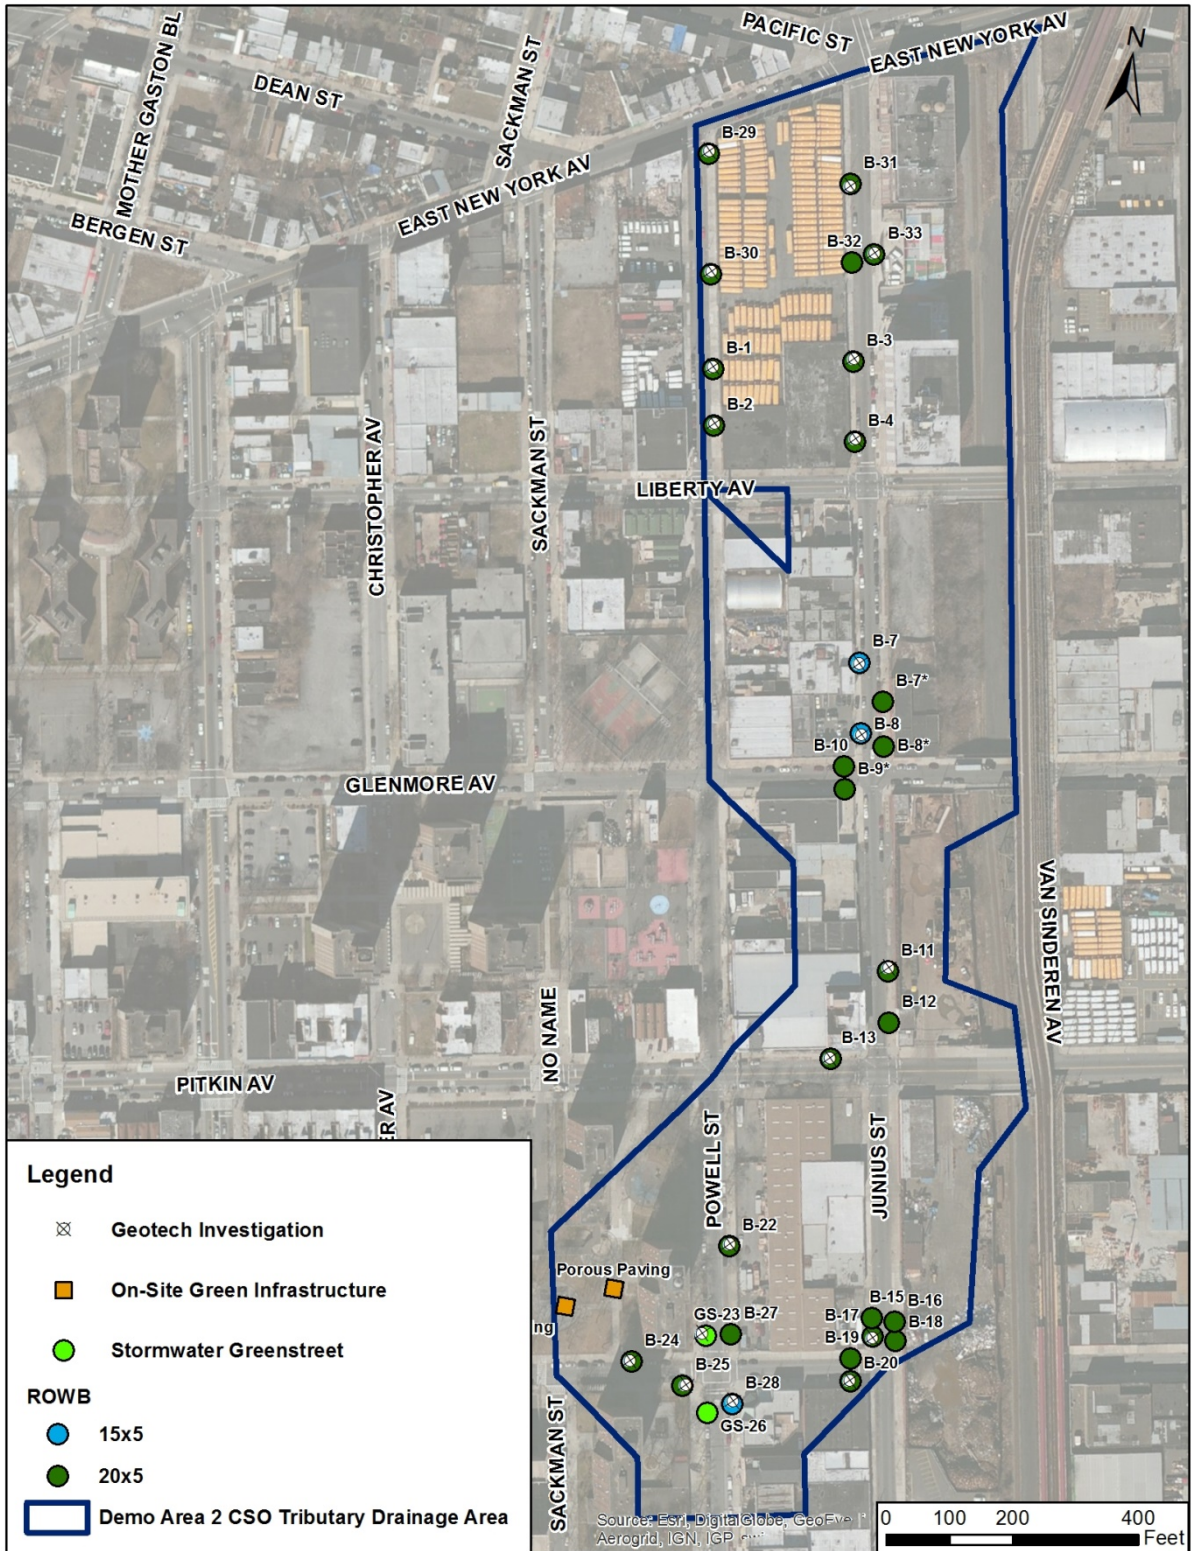 PACIFIC ST
EAST NEW YORK AV
N
MOTHER GASTON BL
DEAN ST
SACKMAN ST
EAST NEW YORK AV
BERGEN ST
B-29
B-31
B-33
B-32
B-30
B-3
B-1
B-2
B-4
CHRISTOPHER AV
SACKMAN ST
LIBERTY AV
B-7
B-7*
B-8
B-10
B-8*
B-9*
GLENMORE AV
VAN SINDEREN AV
B-11
B-12
B-13
NO NAME
PITKIN AV
ER AV
POWELL ST
JUNIUS ST
B-22
Porous Paving
ng
B-15
B-16
B-17
B-18
GS-23
B-27
B-19
B-24
B-20
B-25
B-28
GS-26
SACKMAN ST
Legend
Geotech Investigation
On-Site Green Infrastructure
Stormwater Greenstreet
ROWB
15x5
20x5
Demo Area 2 CSO Tributary Drainage Area
Source: Esri, DigitalGlobe,
Aerogrid, IGN, IGP,
0 100 200 400
Feet